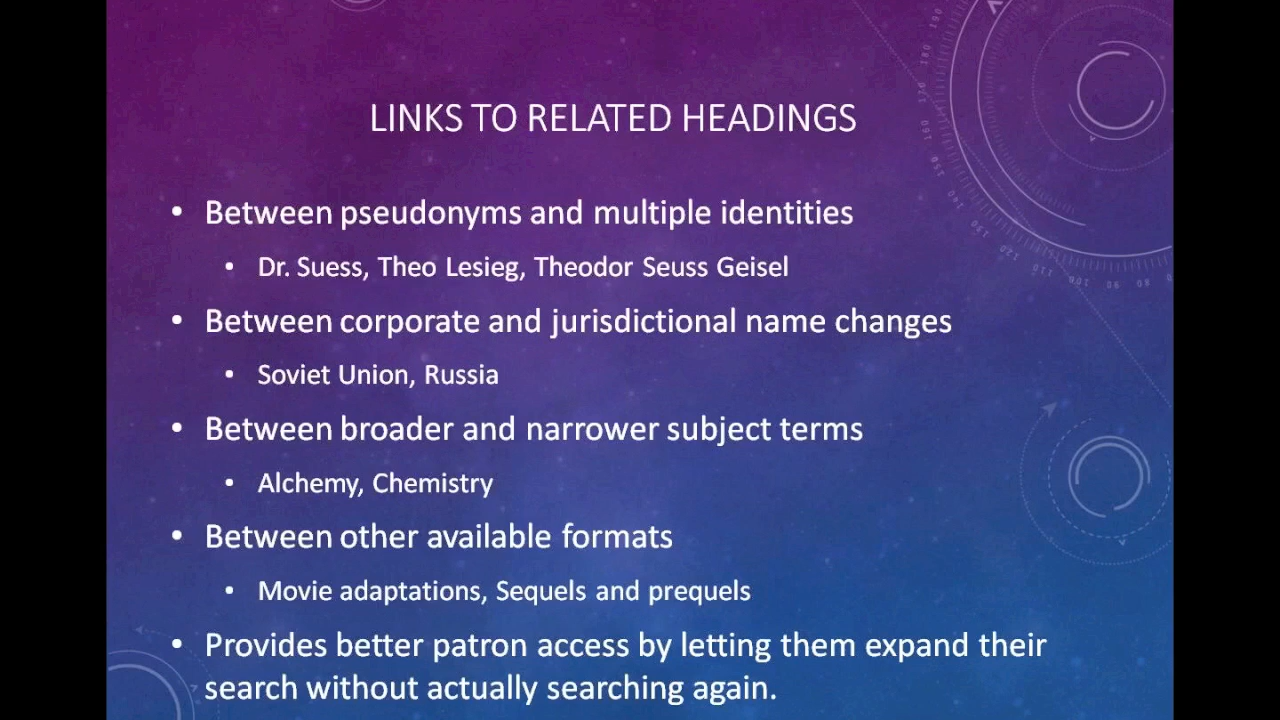 LINKS TO RELATED HEADINGS
• Between pseudonyms and multiple identities
• Dr. Suess, Theo Lesieg, Theodor Seuss Geisel
• Between corporate and jurisdictional name changes
• Soviet Union, Russia
• Between broader and narrower subject terms
• Alchemy, Chemistry
• Between other available formats
• Movie adaptations, Sequels and prequels
• Provides better patron access by letting them expand their
search without actually searching again.